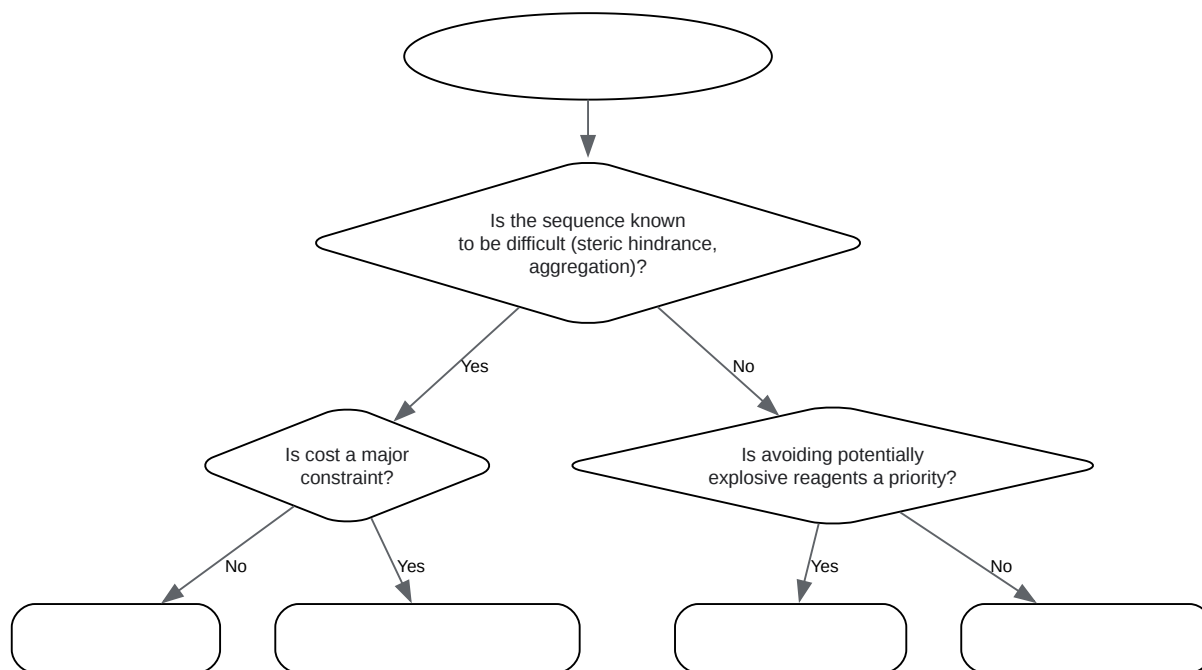 Is the sequence known
to be difficult (steric hindrance,
aggregation)?
Yes
No
Is cost a major
constraint?
Is avoiding potentially
explosive reagents a priority?
No
Yes
Yes
No